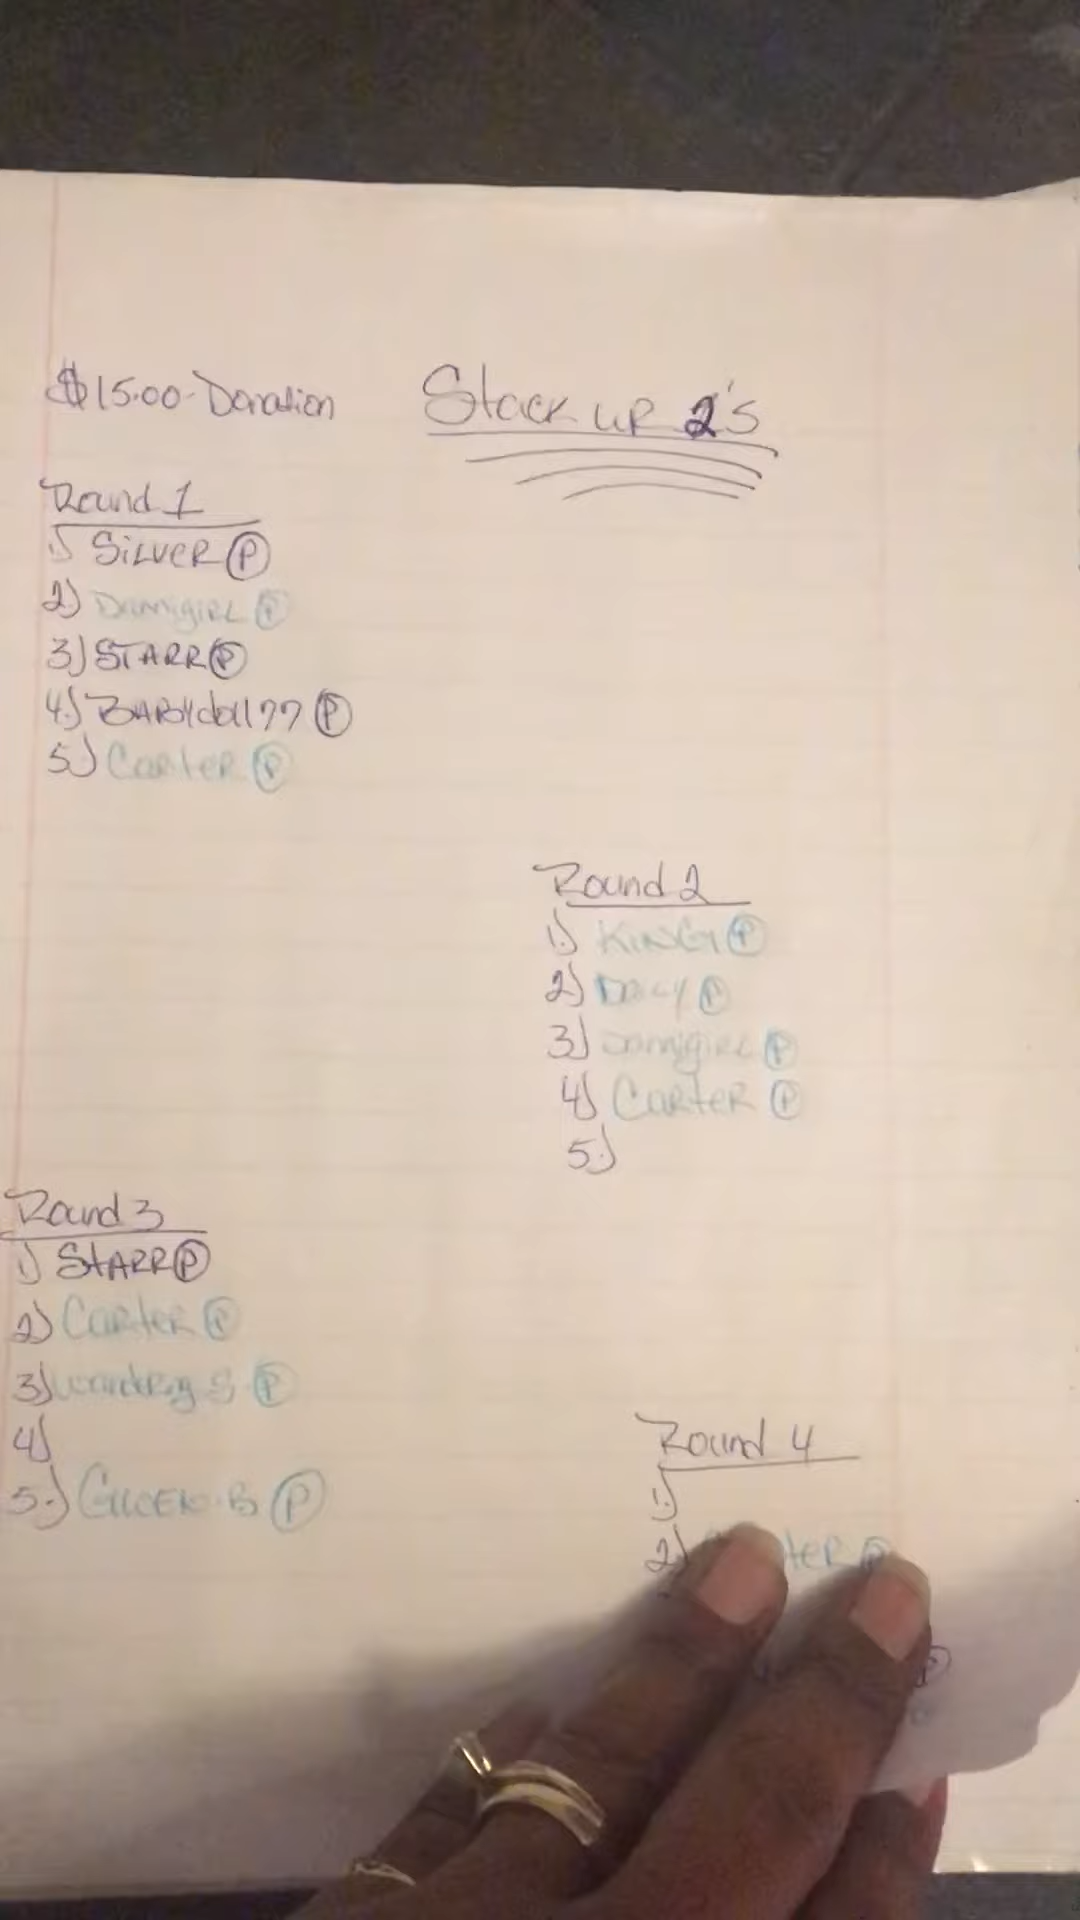 $15.00 Donation
Stack up 2's
Round 1
1.) SILVER P
2.) P
3.) STARR P
4.) BABYdoll77 P
5.) CarteR P
Round 2
1.) KING P
2.) P
3.) P
4.) CaRteR P
5.)
Round 3
1.) StARR P
2.) CarteR P
3.) P
4.)
5.) P
Round 4
1.)
2.) teR P
P